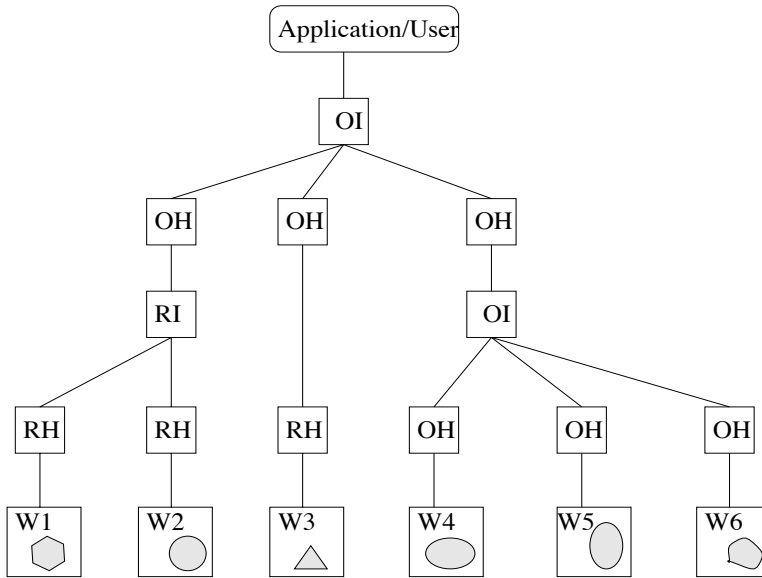 Application/User
OI
OH OH OH
RI OI
RH RH RH OH OH OH
W1 W2 W3 W4 W5 W6